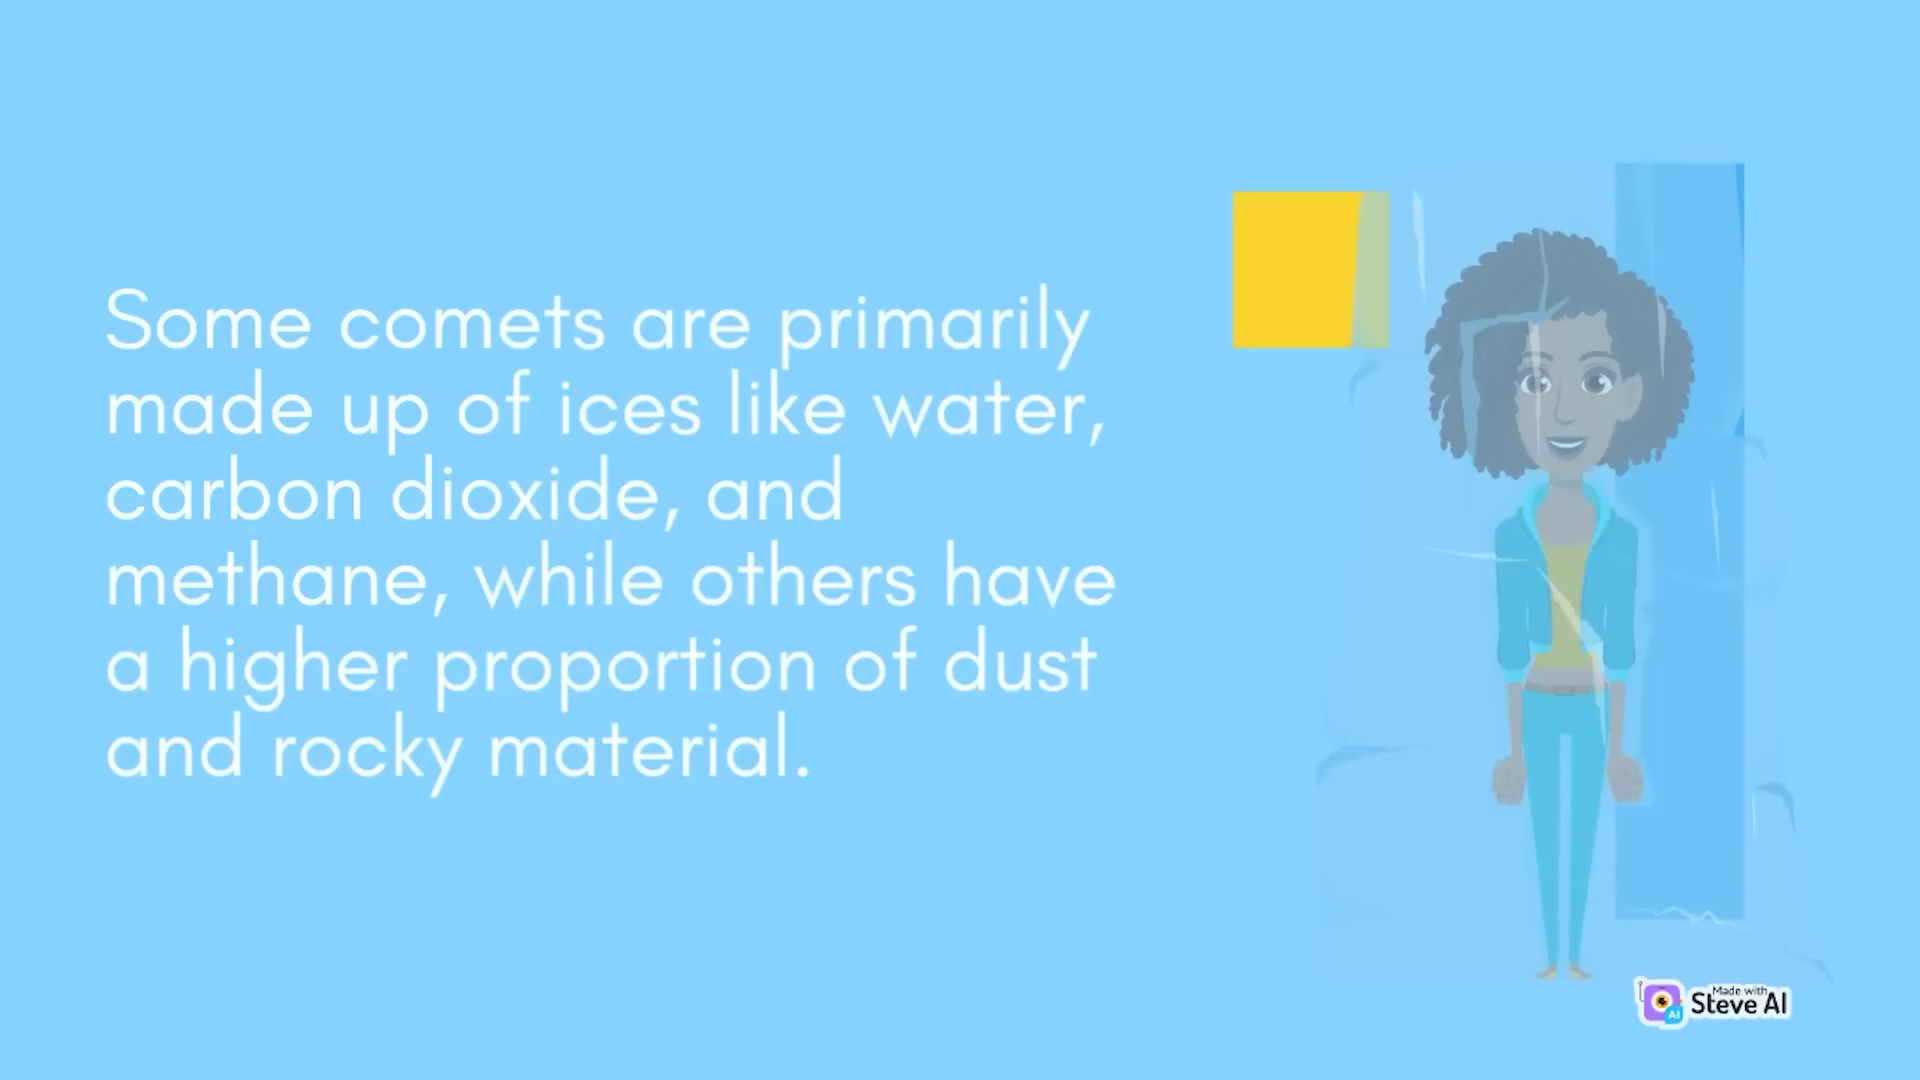 Some comets are primarily
made up of ices like water,
carbon dioxide, and
methane, while others have
a higher proportion of dust
and rocky material.
Made with
Steve AI
AI